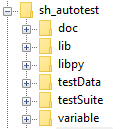 sh_autotest
doc
lib
libpy
testData
testSuite
variable